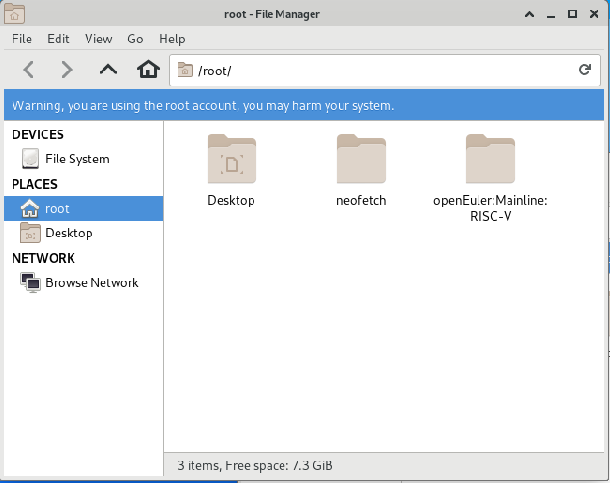 root - File Manager
File Edit View Go Help
/root/
Warning, you are using the root account, you may harm your system.
DEVICES
File System
PLACES
root
Desktop
NETWORK
Browse Network
Desktop
neofetch
openEuler:Mainline:
RISC-V
3 items, Free space: 7.3 GiB